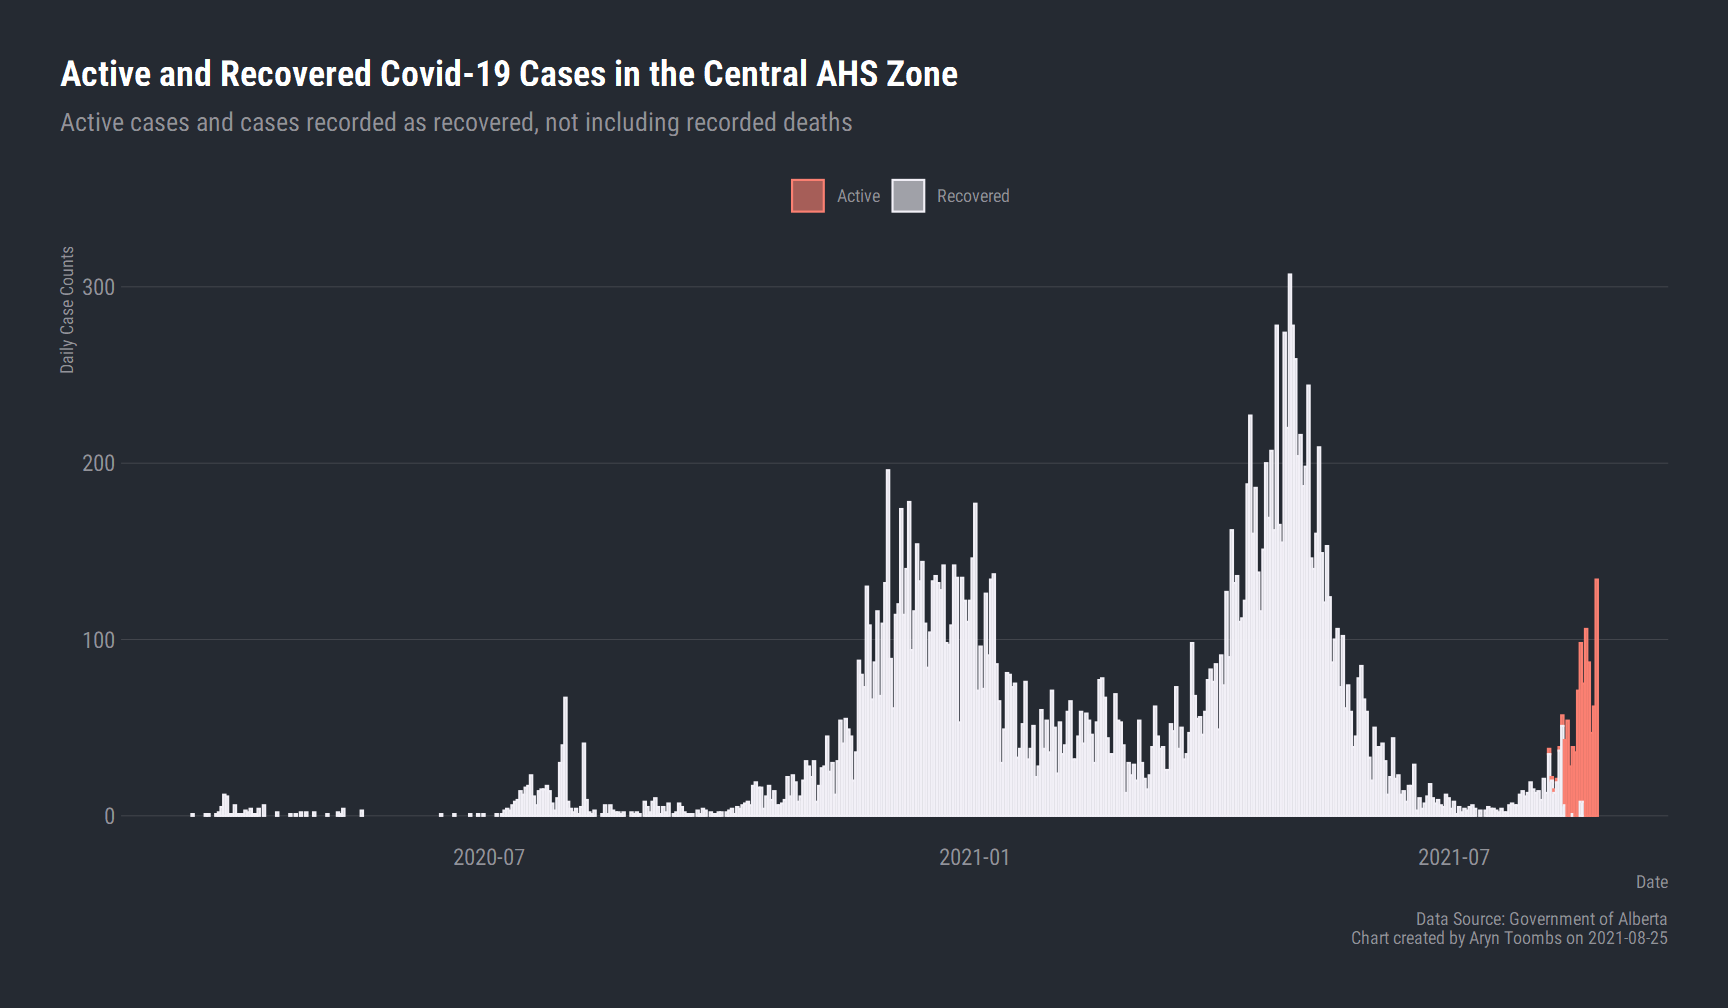 Active and Recovered Covid-19 Cases in the Central AHS Zone
Active cases and cases recorded as recovered, not including recorded deaths
Active
Recovered
Daily Case Counts
300
200
100
0
2020-07
2021-01
2021-07
Date
Data Source: Government of Alberta
Chart created by Aryn Toombs on 2021-08-25